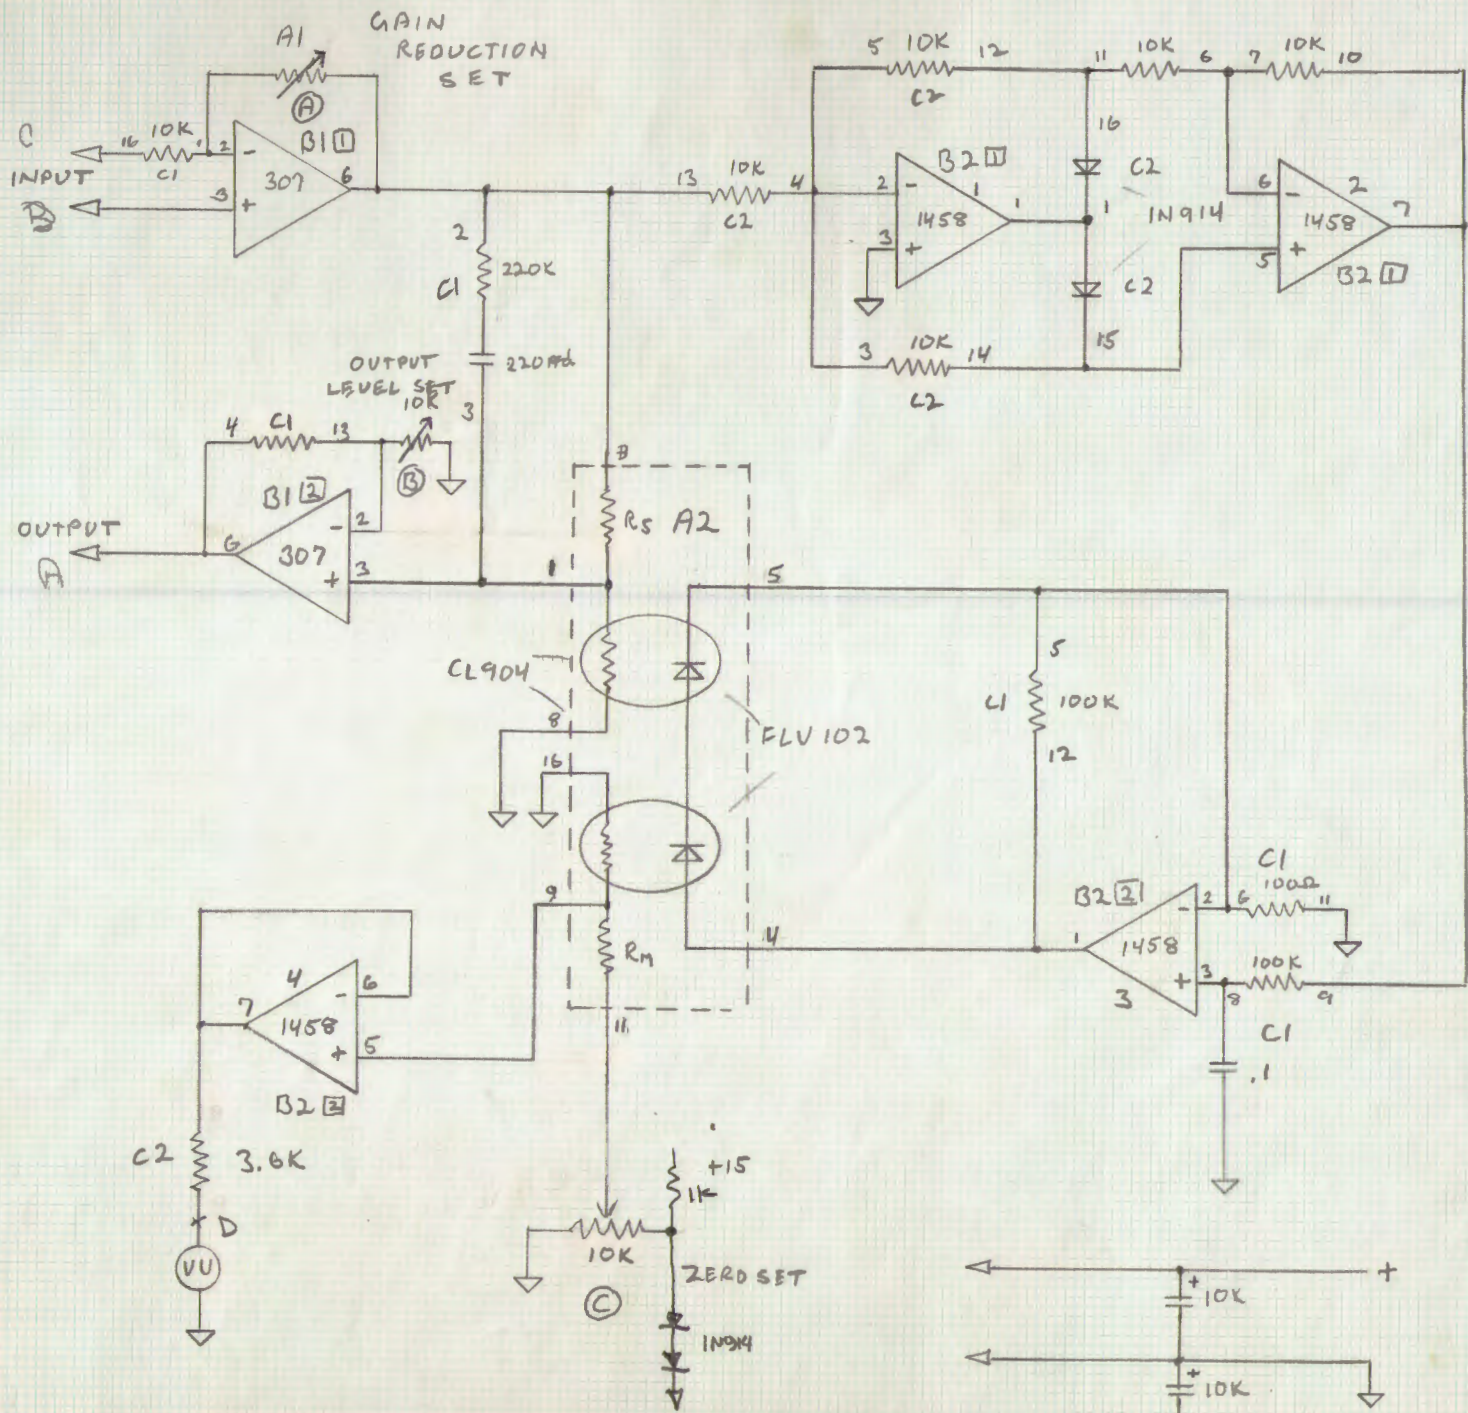 GAIN
REDUCTION
SET
A1
A
B1 1
C
INPUT
B
16 10K 1
C1
2 -
3 +
307
6
2
220K
C1
220 Pfd
3
OUTPUT
LEVEL SET
10K
B
4 C1 13
B1 2
- 2
+ 3
307
6
OUTPUT
A
5 10K 12
C2
11 10K 6
7 10K 10
16
C2
IN914
C2
15
13 10K 4
C2
B2 1
2 -
3 +
1
1458
1
1
3 10K 14
C2
6 -
5 +
2
1458
7
B2 1
RS A2
1
5
CL904
8
FLV 102
16
9
4
RM
11
5
C1 100K
12
B2 2
1
1458
3
- 2
+ 3
6 100Ω 11
C1
100K
8 9
C1
.1
7
4
1458
- 6
+ 5
B2 2
C2 3.6K
D
VU
+15
1K
10K
ZERO SET
C
1N914
+
+ 10K
+ 10K